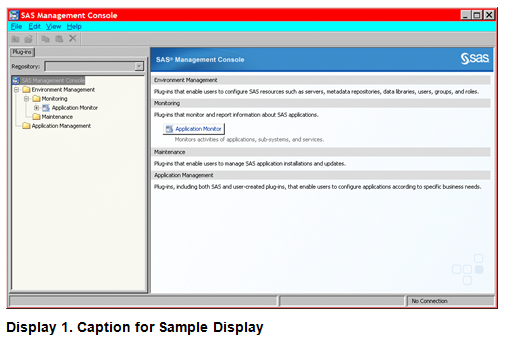 SAS Management Console
File Edit View Help
Plug-ins
Repository:
SAS Management Console
Environment Management
Monitoring
Application Monitor
Maintenance
Application Management
SAS® Management Console
sas
Environment Management
Plug-ins that enable users to configure SAS resources such as servers, metadata repositories, data libraries, users, groups, and roles.
Monitoring
Plug-ins that monitor and report information about SAS applications.
Application Monitor
Monitors activities of applications, sub-systems, and services.
Maintenance
Plug-ins that enable users to manage SAS application installations and updates.
Application Management
Plug-ins, including both SAS and user-created plug-ins, that enable users to configure applications according to specific business needs.
No Connection
Display 1. Caption for Sample Display